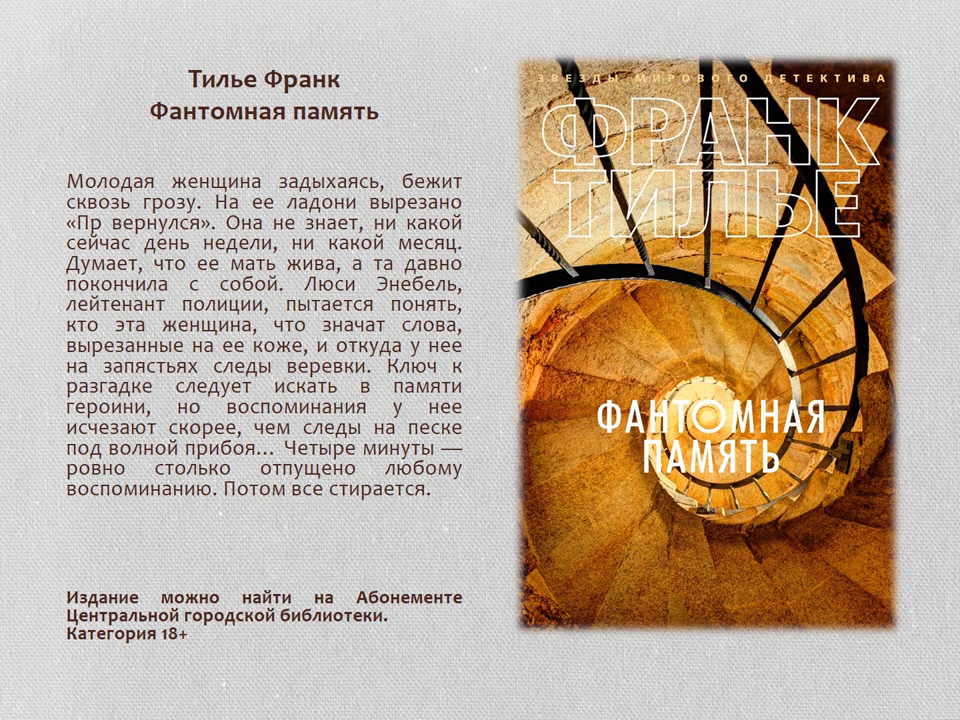 Тилье Франк
Фантомная память
Молодая женщина задыхаясь, бежит
сквозь грозу. На ее ладони вырезано
«Пр вернулся». Она не знает, ни какой
сейчас день недели, ни какой месяц.
Думает, что ее мать жива, а та давно
покончила с собой. Люси Энебель,
лейтенант полиции, пытается понять,
кто эта женщина, что значат слова,
вырезанные на ее коже, и откуда у нее
на запястьях следы веревки. Ключ к
разгадке следует искать в памяти
героини, но воспоминания у нее
исчезают скорее, чем следы на песке
под волной прибоя… Четыре минуты —
ровно столько отпущено любому
воспоминанию. Потом все стирается.
Издание можно найти на Абонементе
Центральной городской библиотеки.
Категория 18+
ЗВЕЗДЫ МИРОВОГО ДЕТЕКТИВА
ФРАНК
ТИЛЬЕ
ФАНТОМНАЯ
ПАМЯТЬ